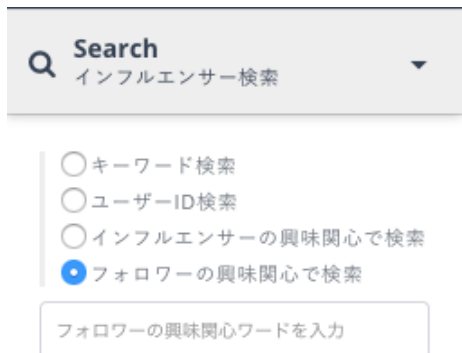 Search
インフルエンサー検索
キーワード検索
ユーザーID検索
インフルエンサーの興味関心で検索
フォロワーの興味関心で検索
フォロワーの興味関心ワードを入力